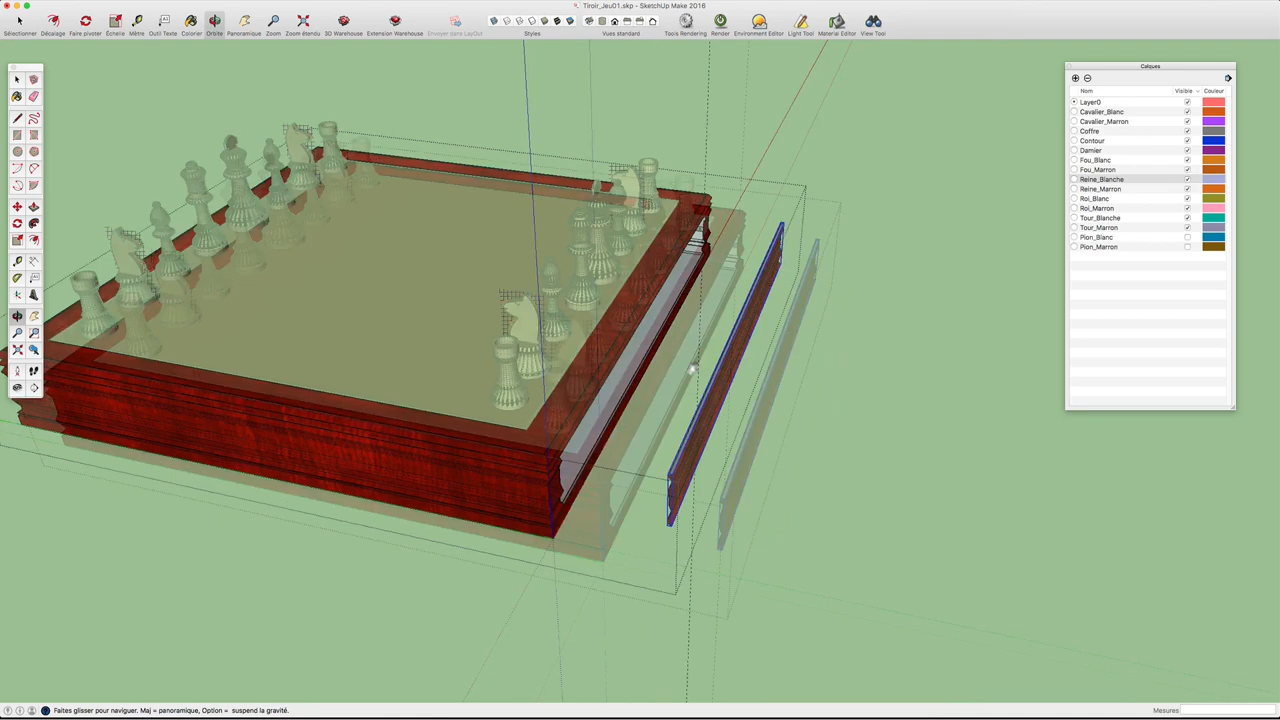 Tiroir_Jeu01.skp - SketchUp Make 2016
Sélectionner Décalage Faire pivoter Échelle Mètre Outil Texte Colorier Orbite Panoramique Zoom Zoom étendu 3D Warehouse Extension Warehouse Envoyer dans LayOut Styles Vues standard Tools Rendering Render Environment Editor Light Tool Material Editor View Tool
Calques
Nom Visible Couleur
Layer0
Cavalier_Blanc
Cavalier_Marron
Coffre
Contour
Damier
Fou_Blanc
Fou_Marron
Reine_Blanche
Reine_Marron
Roi_Blanc
Roi_Marron
Tour_Blanche
Tour_Marron
Pion_Blanc
Pion_Marron
Faites glisser pour naviguer. Maj = panoramique, Option = suspend la gravité.
Mesures